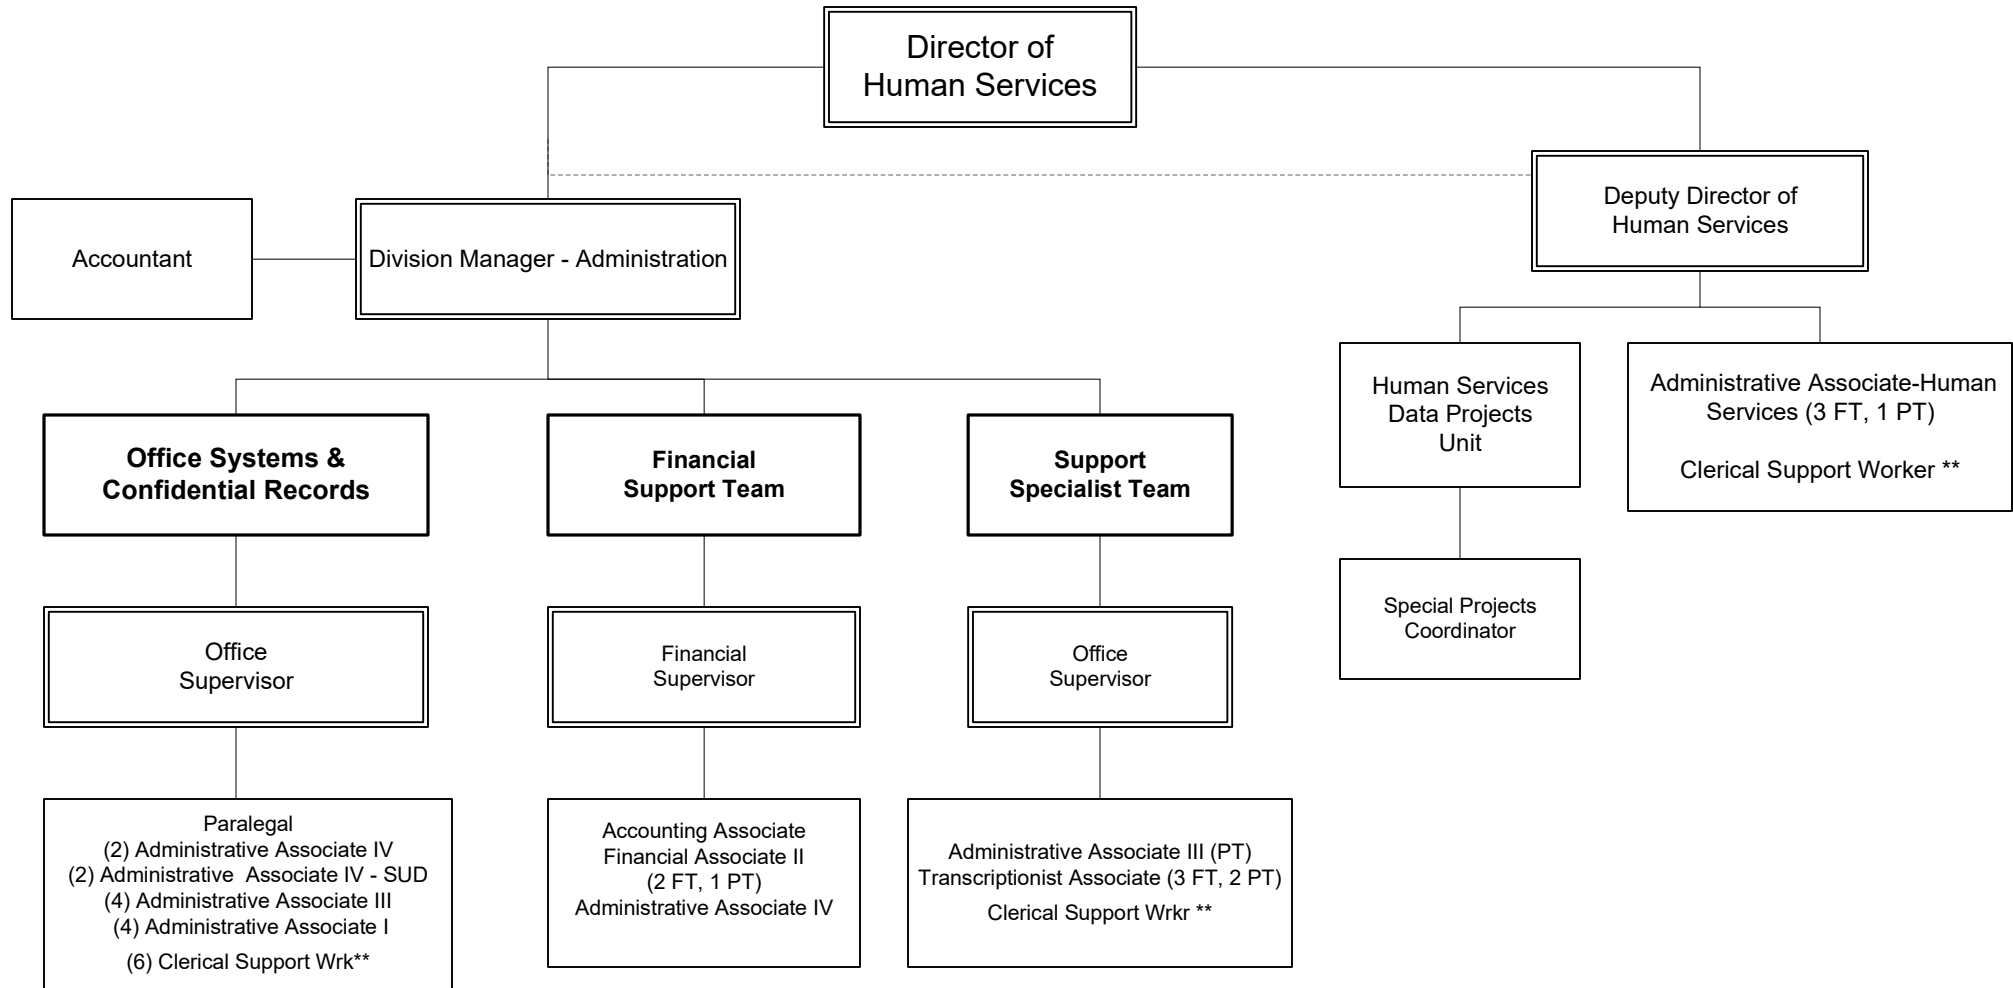 Director of
Human Services
Deputy Director of
Human Services
Accountant
Division Manager - Administration
Human Services
Data Projects
Unit
Administrative Associate-Human
Services (3 FT, 1 PT)
Clerical Support Worker **
Office Systems &
Confidential Records
Financial
Support Team
Support
Specialist Team
Special Projects
Coordinator
Office
Supervisor
Financial
Supervisor
Office
Supervisor
Paralegal
(2) Administrative Associate IV
(2) Administrative  Associate IV - SUD
(4) Administrative Associate III
(4) Administrative Associate I
(6) Clerical Support Wrk**
Accounting Associate
Financial Associate II
(2 FT, 1 PT)
Administrative Associate IV
Administrative Associate III (PT)
Transcriptionist Associate (3 FT, 2 PT)
Clerical Support Wrkr **